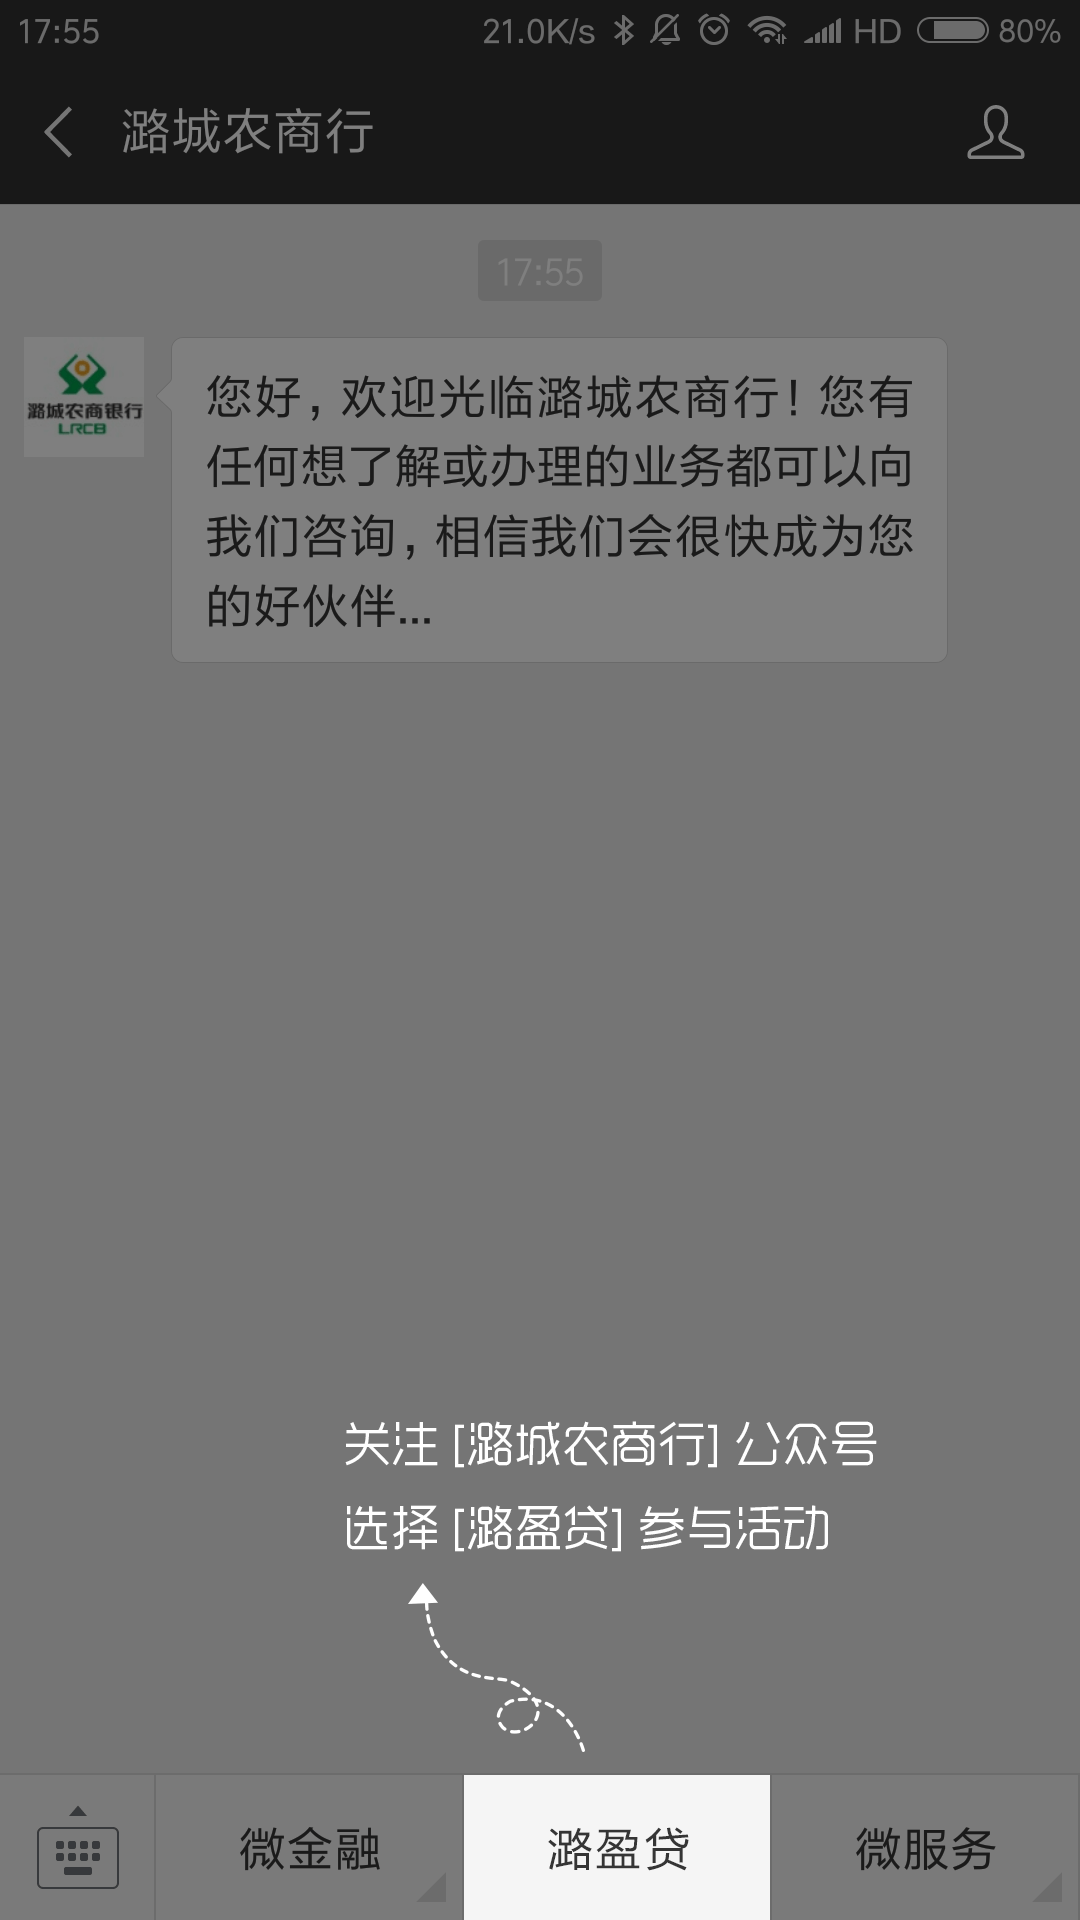 17:55
21.0K/s
HD
80%
潞城农商行
17:55
潞城农商银行
LRCB
您好，欢迎光临潞城农商行！您有
任何想了解或办理的业务都可以向
我们咨询，相信我们会很快成为您
的好伙伴...
关注 [潞城农商行] 公众号
选择 [潞盈贷] 参与活动
微金融
潞盈贷
微服务